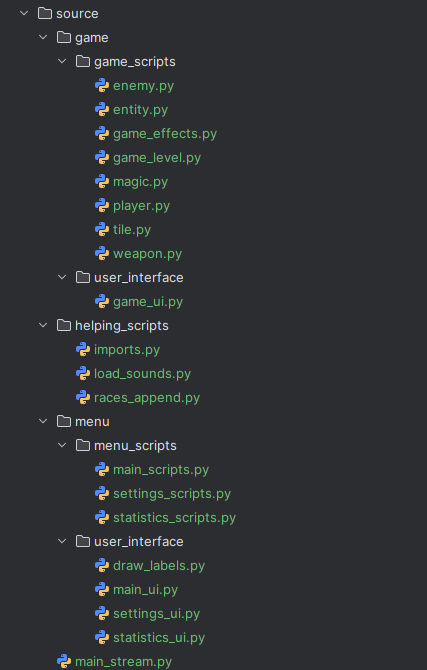 source
game
game_scripts
enemy.py
entity.py
game_effects.py
game_level.py
magic.py
player.py
tile.py
weapon.py
user_interface
game_ui.py
helping_scripts
imports.py
load_sounds.py
races_append.py
menu
menu_scripts
main_scripts.py
settings_scripts.py
statistics_scripts.py
user_interface
draw_labels.py
main_ui.py
settings_ui.py
statistics_ui.py
main_stream.py